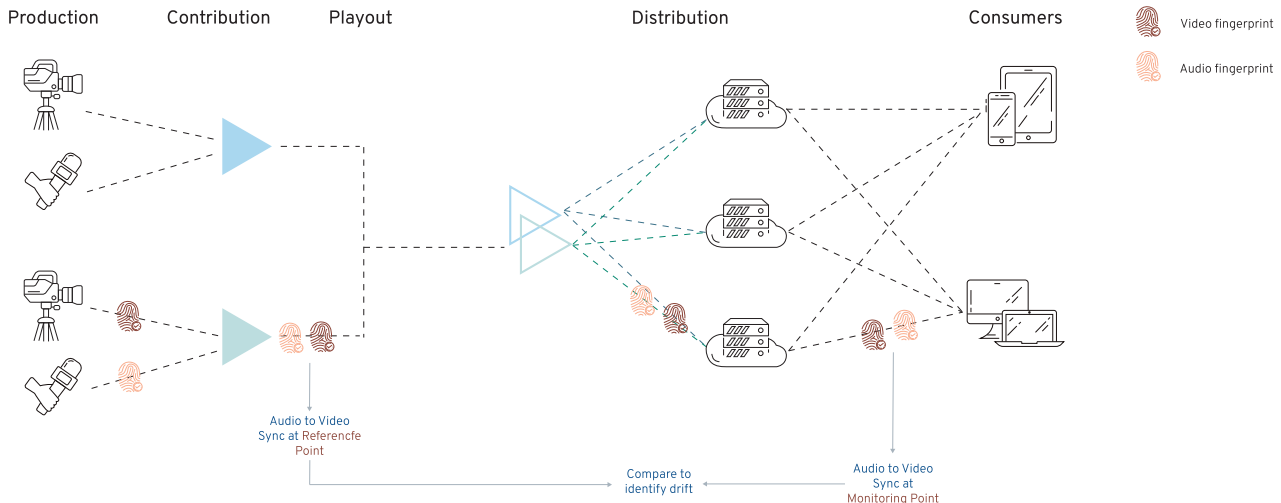 Production
Contribution
Playout
Distribution
Consumers
Video fingerprint
Audio fingerprint
Audio to Video
Sync at Referencfe
Point
Compare to
identify drift
Audio to Video
Sync at
Monitoring Point